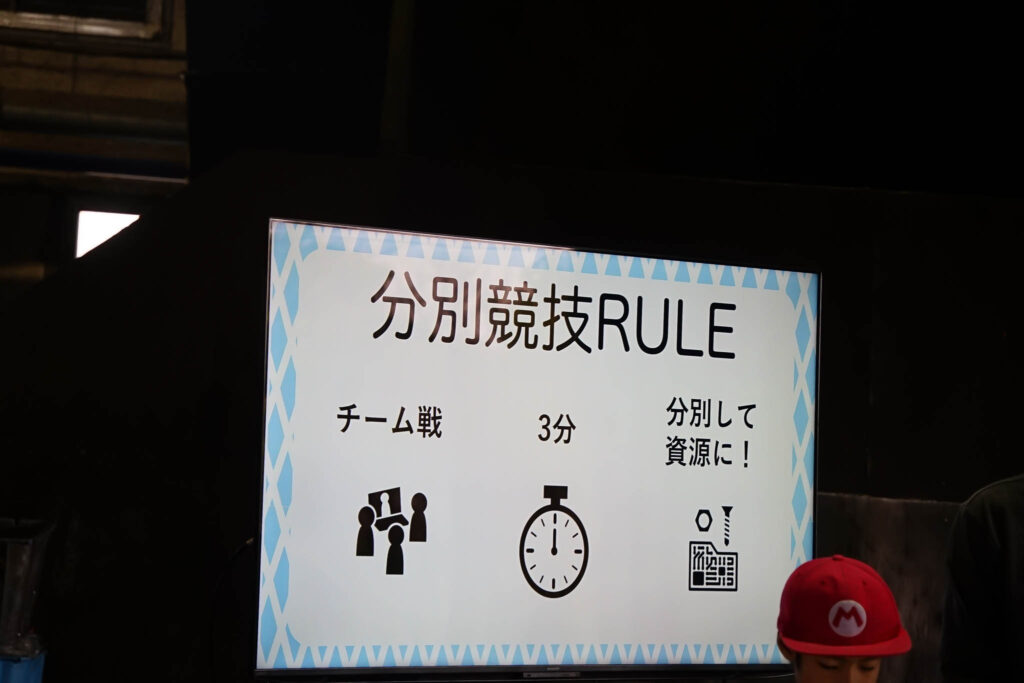 分別競技RULE
チーム戦
3分
分別して
資源に！
M